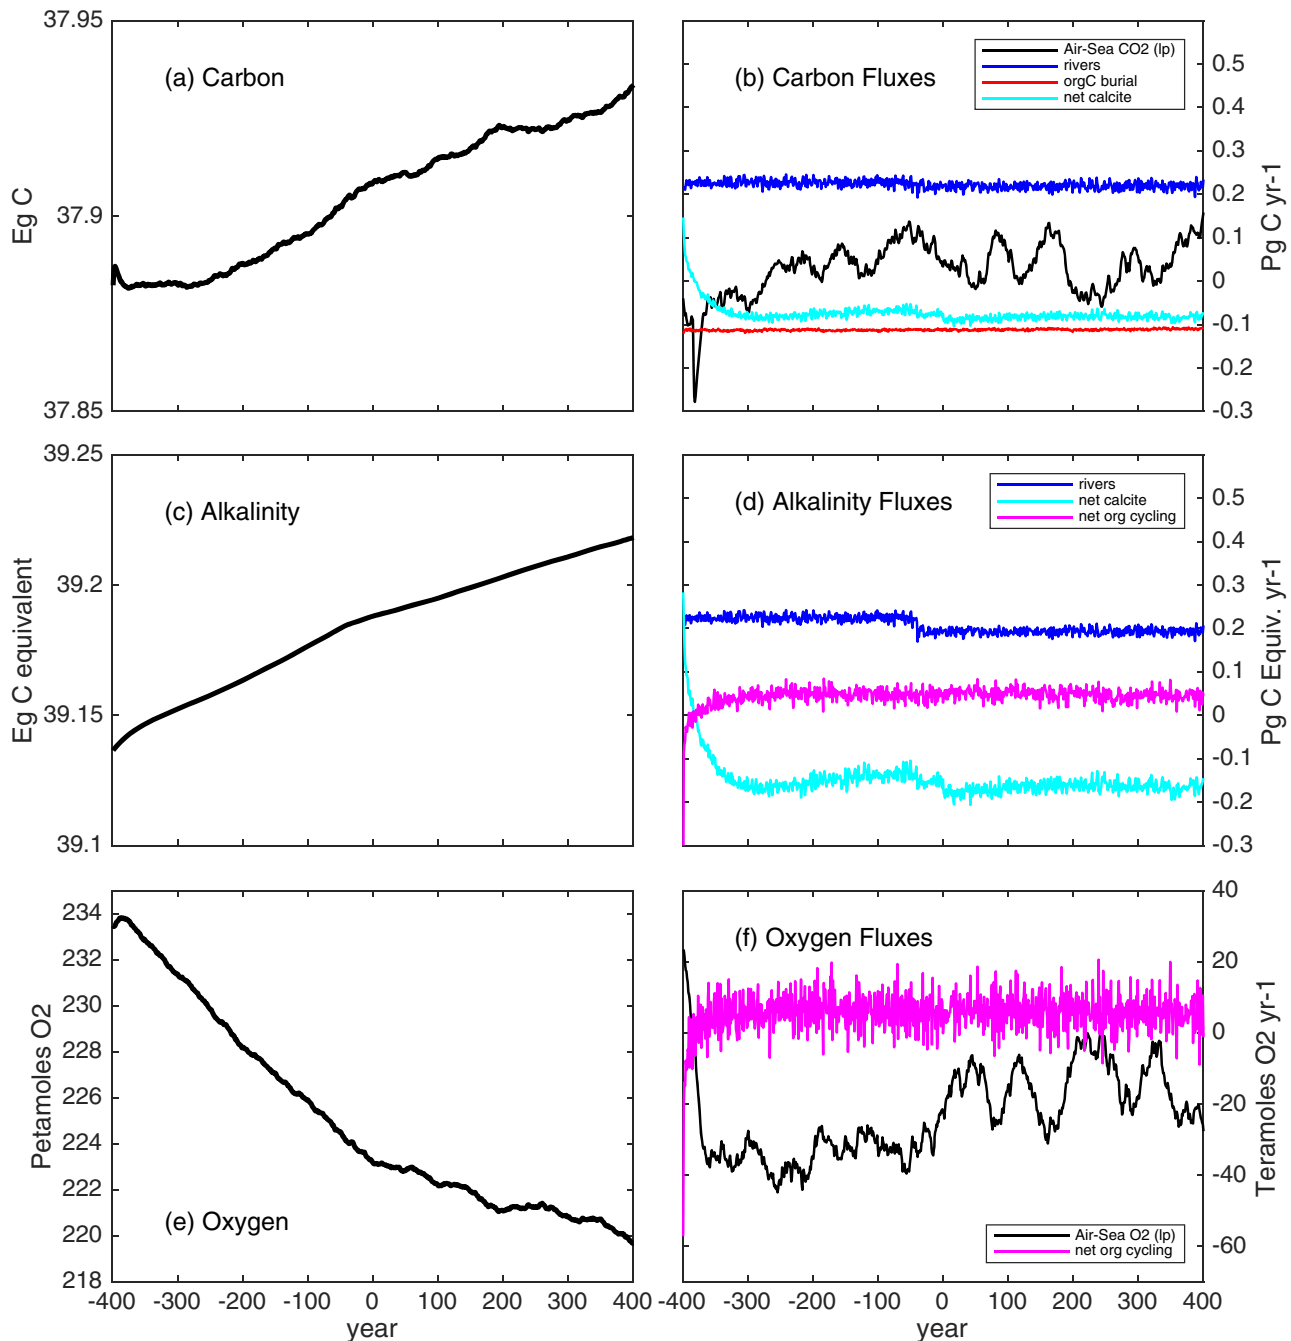 37.95
37.9
37.85
Eg C
(a) Carbon
(b) Carbon Fluxes
Air-Sea CO2 (lp)
rivers
orgC burial
net calcite
0.5
0.4
0.3
0.2
0.1
0
-0.1
-0.2
-0.3
Pg C yr-1
39.25
39.2
39.15
39.1
Eg C equivalent
(c) Alkalinity
(d) Alkalinity Fluxes
rivers
net calcite
net org cycling
0.5
0.4
0.3
0.2
0.1
0
-0.1
-0.2
-0.3
Pg C Equiv. yr-1
234
232
230
228
226
224
222
220
218
Petamoles O2
(e) Oxygen
-400 -300 -200 -100 0 100 200 300 400
year
(f) Oxygen Fluxes
Air-Sea O2 (lp)
net org cycling
40
20
0
-20
-40
-60
Teramoles O2 yr-1
-400 -300 -200 -100 0 100 200 300 400
year